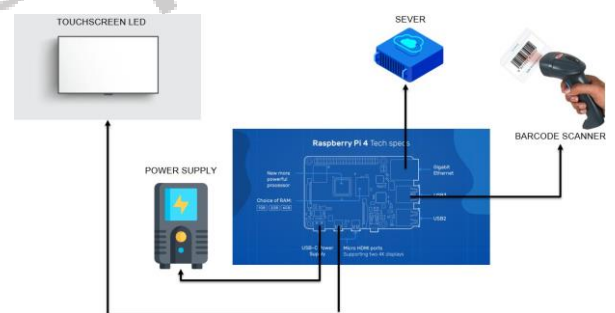 TOUCHSCREEN LED
SEVER
BARCODE SCANNER
POWER SUPPLY
Raspberry Pi 4 Tech specs
New more
powerful
processor
Choice of RAM
Gigabit
Ethernet
USB3
USB2
USB-C Power
Supply
Micro HDMI ports
Supporting two 4K displays